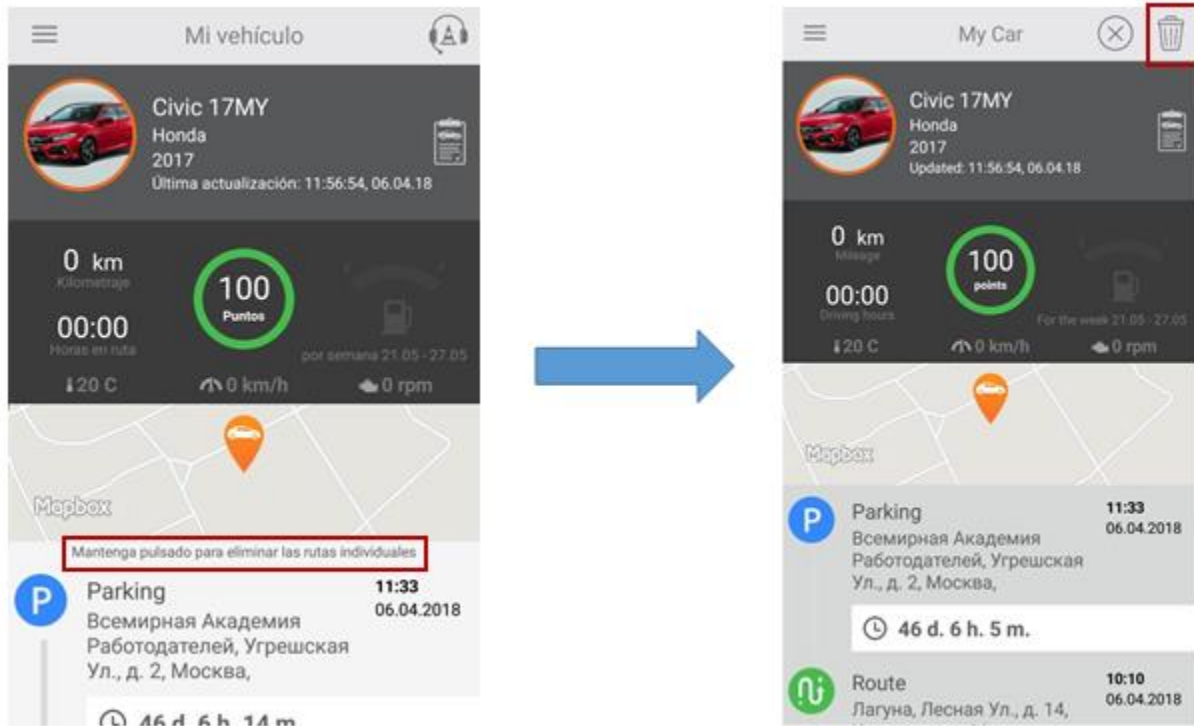 Mi vehículo
Civic 17MY
Honda
2017
Última actualización: 11:56:54, 06.04.18
0 km
Kilometraje
100
Puntos
00:00
Horas en ruta
por semana 21.05 - 27.05
20 C
0 km/h
0 rpm
Mapbox
Mantenga pulsado para eliminar las rutas individuales
P
Parking
11:33
06.04.2018
Всемирная Академия
Работодателей, Угрешская
Ул., д. 2, Москва,
46 d. 6 h. 14 m.
My Car
Civic 17MY
Honda
2017
Updated: 11:56:54, 06.04.18
0 km
Mileage
100
points
00:00
Driving hours
For the week 21.05 - 27.05
20 C
0 km/h
0 rpm
Mapbox
P
Parking
11:33
06.04.2018
Всемирная Академия
Работодателей, Угрешская
Ул., д. 2, Москва,
46 d. 6 h. 5 m.
Route
10:10
06.04.2018
Лагуна, Лесная Ул., д. 14,